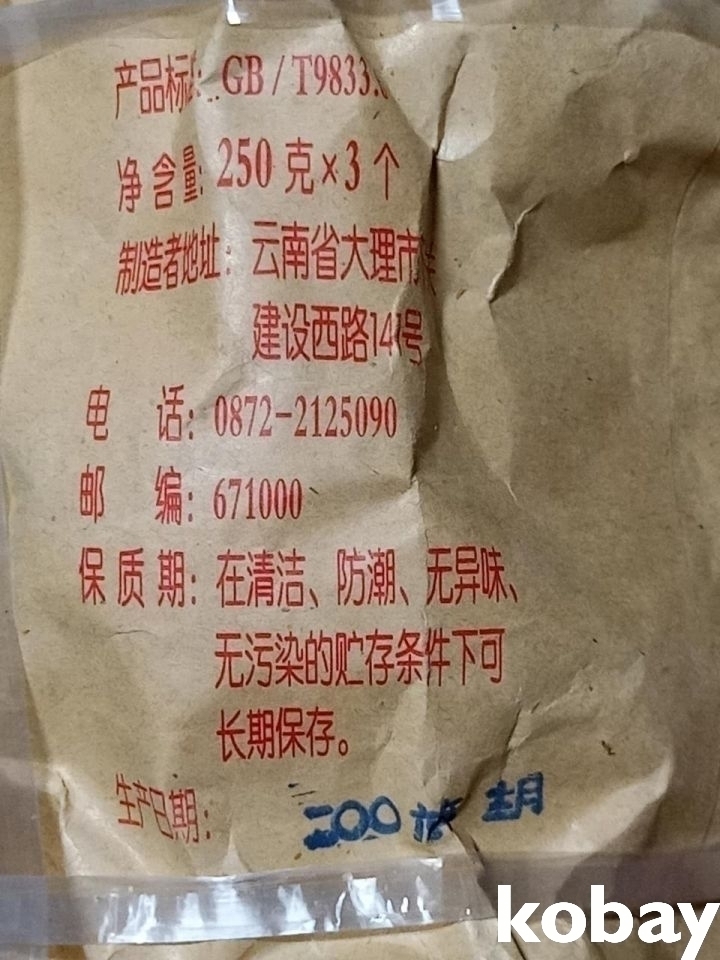 产品标 GB/T9833.
净含量: 250克×3个
制造者地址: 云南省大理市
建设西路14号
电 话: 0872-2125090
邮 编: 671000
保质期: 在清洁、防潮、无异味、
无污染的贮存条件下可
长期保存。
生产日期: 200
kobay